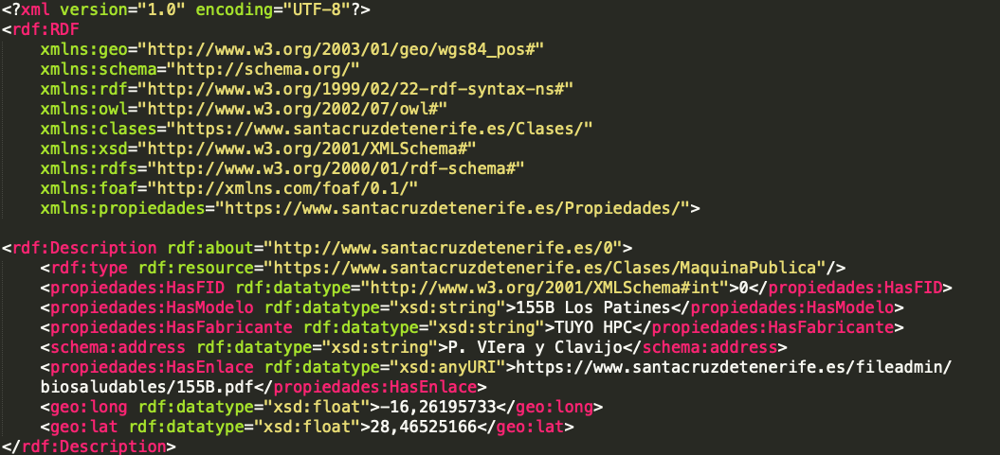 <?xml version="1.0" encoding="UTF-8"?>
<rdf:RDF
xmlns:geo="http://www.w3.org/2003/01/geo/wgs84_pos#"
xmlns:schema="http://schema.org/"
xmlns:rdf="http://www.w3.org/1999/02/22-rdf-syntax-ns#"
xmlns:owl="http://www.w3.org/2002/07/owl#"
xmlns:clases="https://www.santacruzdetenerife.es/Clases/"
xmlns:xsd="http://www.w3.org/2001/XMLSchema#"
xmlns:rdfs="http://www.w3.org/2000/01/rdf-schema#"
xmlns:foaf="http://xmlns.com/foaf/0.1/"
xmlns:propiedades="https://www.santacruzdetenerife.es/Propiedades/">
<rdf:Description rdf:about="http://www.santacruzdetenerife.es/0">
<rdf:type rdf:resource="https://www.santacruzdetenerife.es/Clases/MaquinaPublica"/>
<propiedades:HasFID rdf:datatype="http://www.w3.org/2001/XMLSchema#int">0</propiedades:HasFID>
<propiedades:HasModelo rdf:datatype="xsd:string">155B Los Patines</propiedades:HasModelo>
<propiedades:HasFabricante rdf:datatype="xsd:string">TUYO HPC</propiedades:HasFabricante>
<schema:address rdf:datatype="xsd:string">P. VIera y Clavijo</schema:address>
<propiedades:HasEnlace rdf:datatype="xsd:anyURI">https://www.santacruzdetenerife.es/fileadmin/
biosaludables/155B.pdf</propiedades:HasEnlace>
<geo:long rdf:datatype="xsd:float">-16,26195733</geo:long>
<geo:lat rdf:datatype="xsd:float">28,46525166</geo:lat>
</rdf:Description>